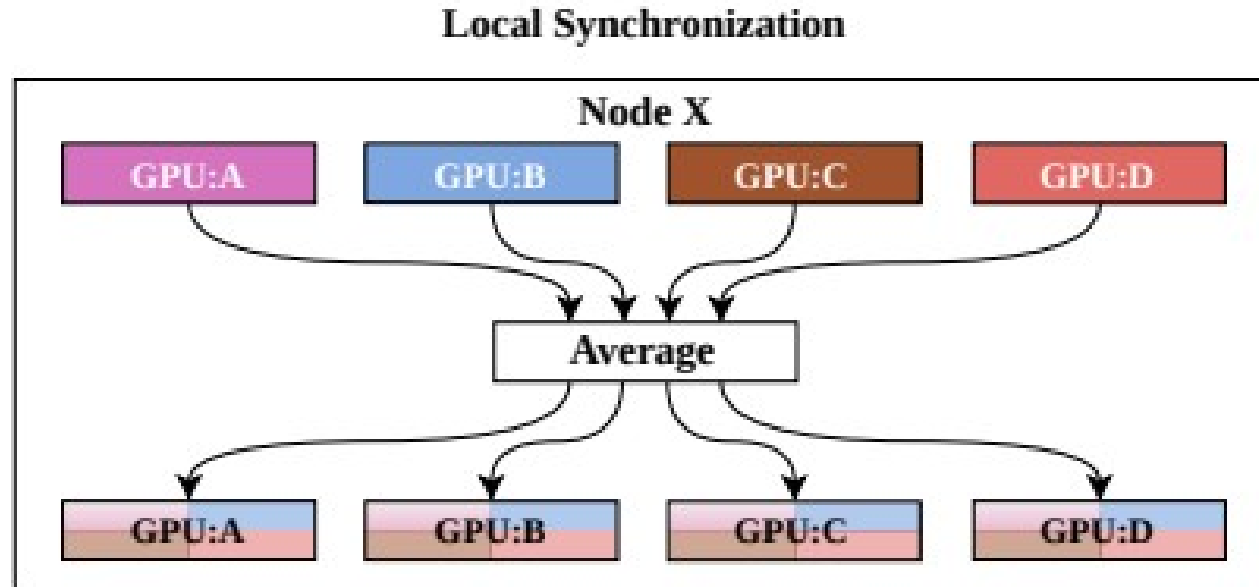 Local Synchronization
Node X
GPU:A GPU:B GPU:C GPU:D
Average
GPU:A GPU:B GPU:C GPU:D